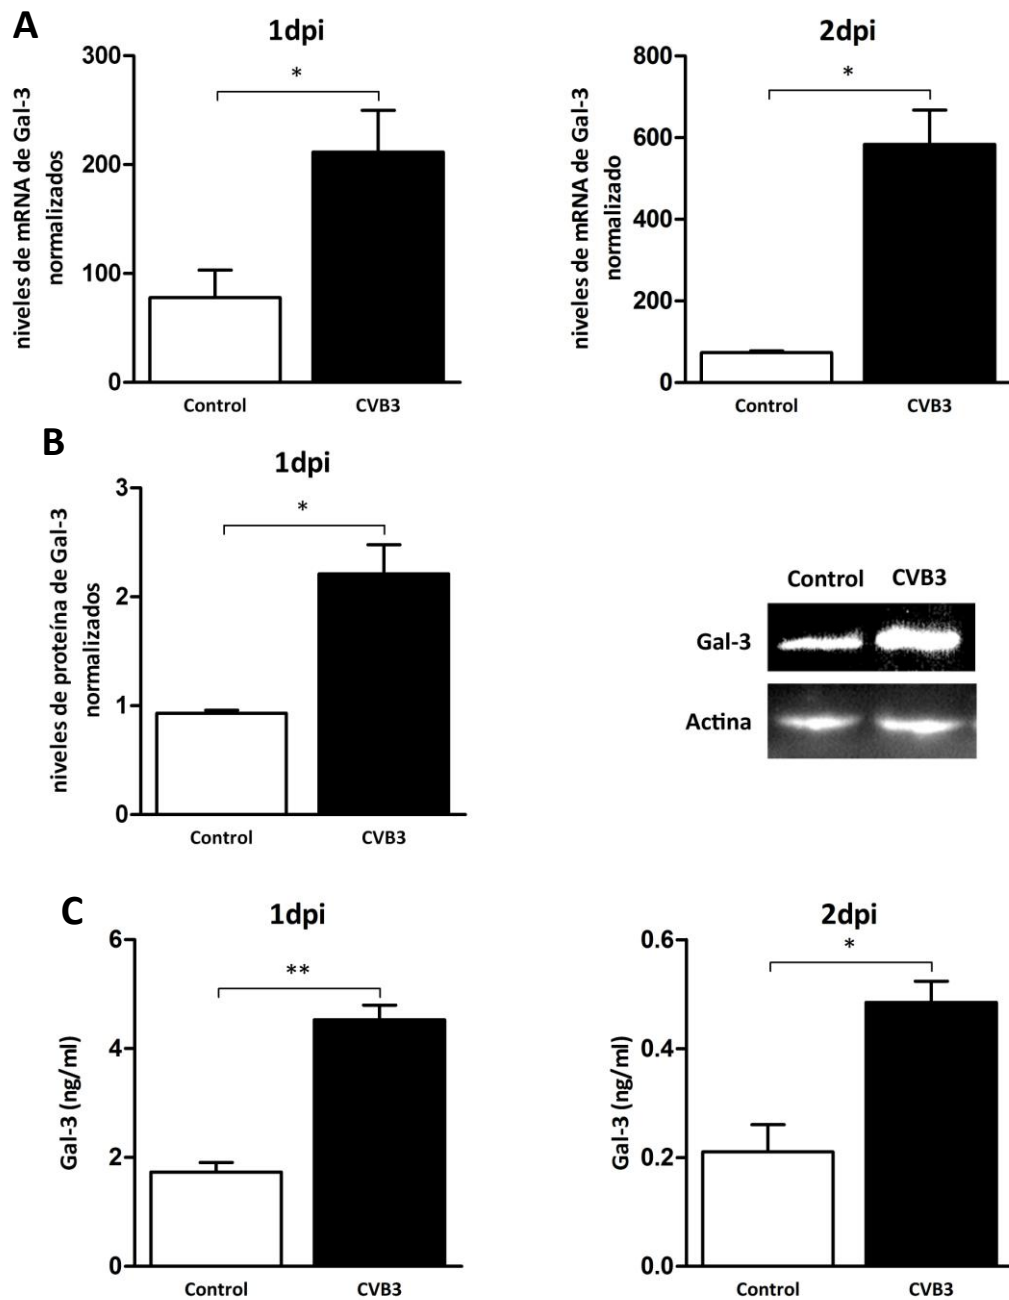 A
1dpi
niveles de mRNA de Gal-3
normalizados
300
200
100
0
*
Control
CVB3
2dpi
niveles de mRNA de Gal-3
normalizado
800
600
400
200
0
*
Control
CVB3
B
1dpi
niveles de proteína de Gal-3
normalizados
3
2
1
0
*
Control
CVB3
Control
CVB3
Gal-3
Actina
C
1dpi
Gal-3 (ng/ml)
6
4
2
0
**
Control
CVB3
2dpi
Gal-3 (ng/ml)
0.6
0.4
0.2
0.0
*
Control
CVB3